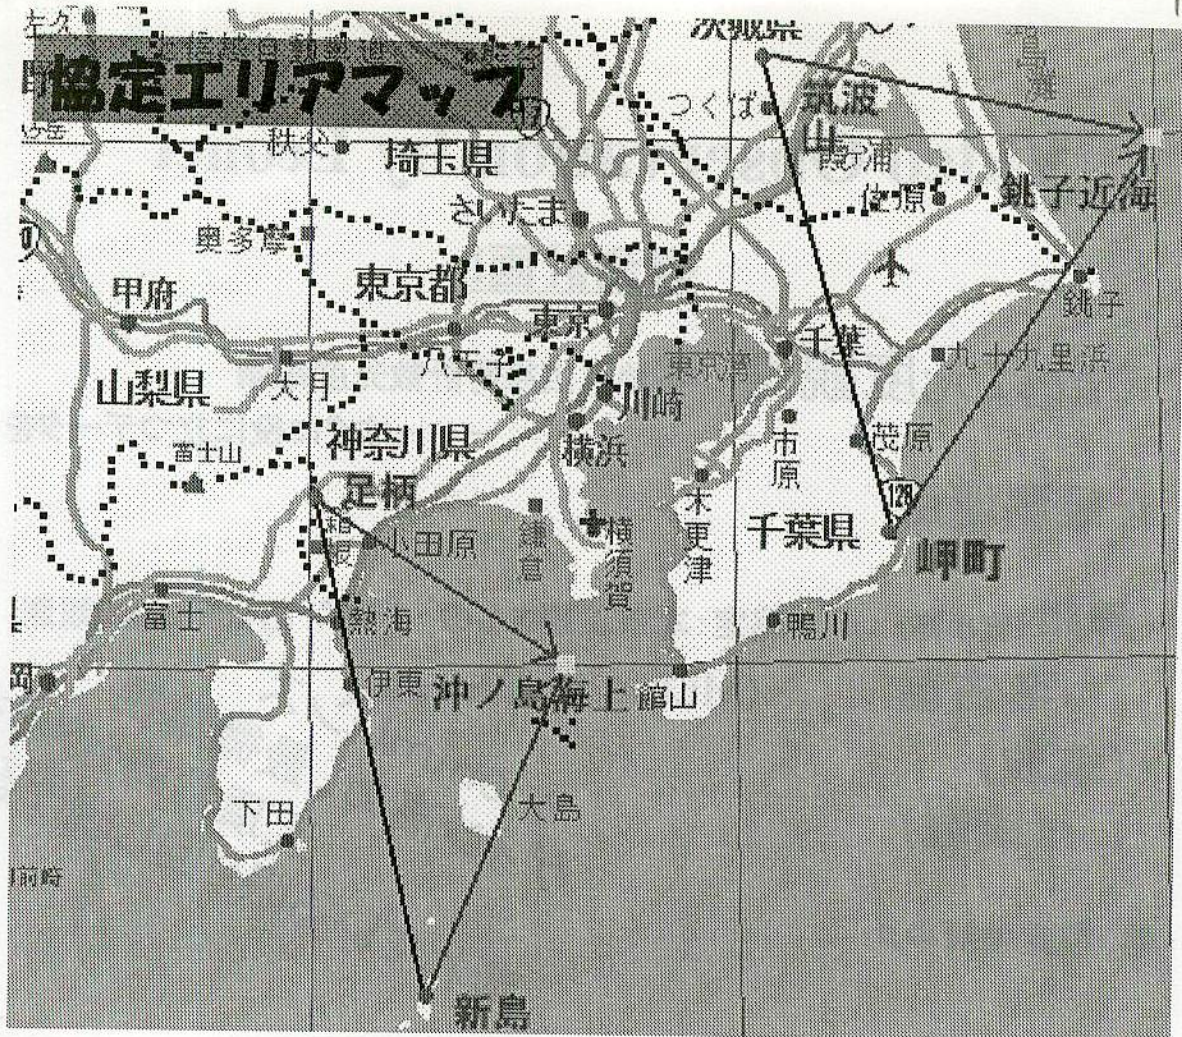 協定エリアマップ
茨城県
つくば
筑波
山
17
秩父
埼玉県
霞ヶ浦
さいたま
佐原
銚子近海
奥多摩
甲府
東京都
東京
銚子
千葉
八王子
東京湾
九十九里浜
山梨県
大月
川崎
富士山
神奈川県
横浜
市原
茂原
足柄
128
箱根
小田原
鎌倉
横須賀
木更津
千葉県
岬町
富士
熱海
鴨川
岡
伊東
沖ノ島海上
館山
下田
大島
前崎
新島